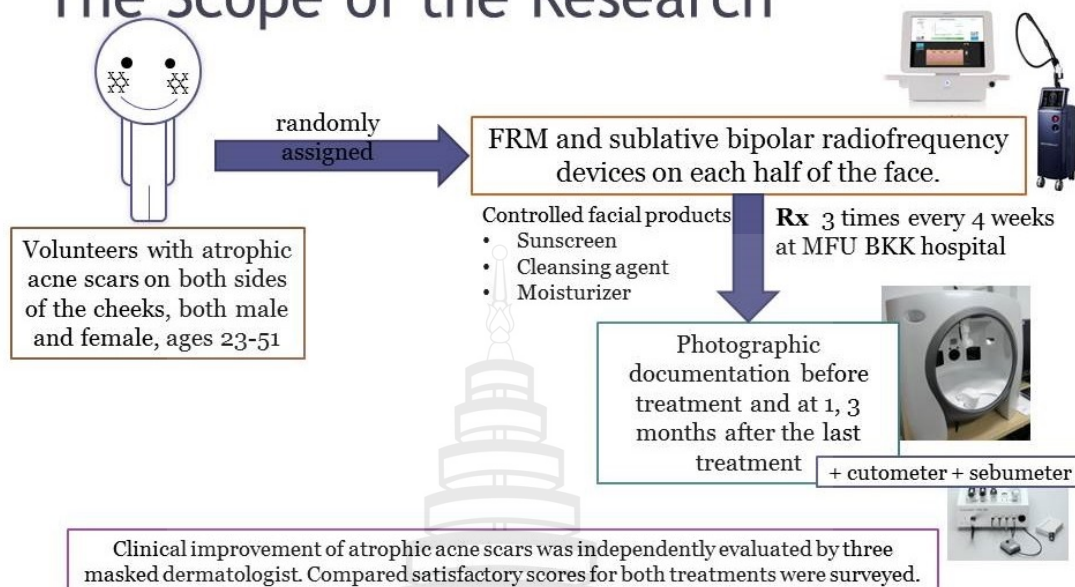 The Scope of the Research
randomly
assigned
FRM and sublative bipolar radiofrequency
devices on each half of the face.
Volunteers with atrophic
acne scars on both sides
of the cheeks, both male
and female, ages 23-51
Controlled facial products
• Sunscreen
• Cleansing agent
• Moisturizer
Rx 3 times every 4 weeks
at MFU BKK hospital
Photographic
documentation before
treatment and at 1, 3
months after the last
treatment
+ cutometer + sebumeter
Clinical improvement of atrophic acne scars was independently evaluated by three
masked dermatologist. Compared satisfactory scores for both treatments were surveyed.